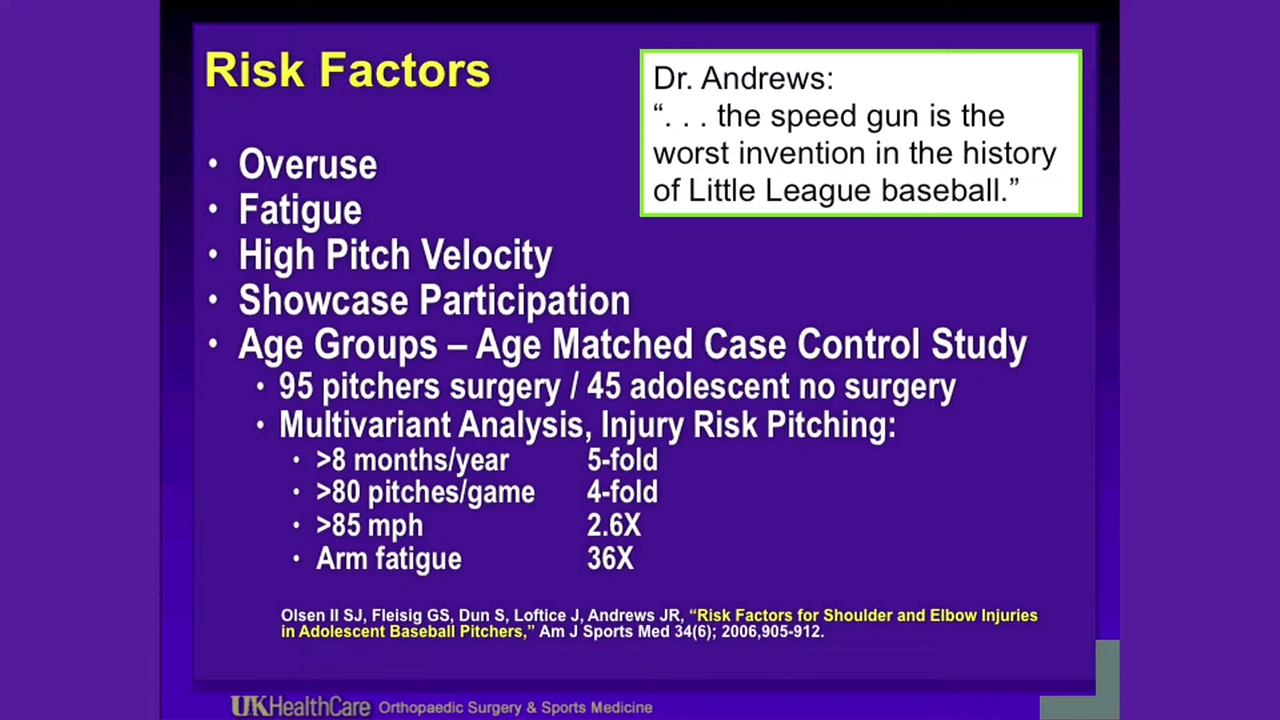 Risk Factors
Dr. Andrews:
“. . . the speed gun is the
worst invention in the history
of Little League baseball.”
• Overuse
• Fatigue
• High Pitch Velocity
• Showcase Participation
• Age Groups – Age Matched Case Control Study
• 95 pitchers surgery / 45 adolescent no surgery
• Multivariant Analysis, Injury Risk Pitching:
• >8 months/year 5-fold
• >80 pitches/game 4-fold
• >85 mph 2.6X
• Arm fatigue 36X
Olsen II SJ, Fleisig GS, Dun S, Loftice J, Andrews JR, “Risk Factors for Shoulder and Elbow Injuries
in Adolescent Baseball Pitchers,” Am J Sports Med 34(6); 2006,905-912.
UKHealthCare Orthopaedic Surgery & Sports Medicine